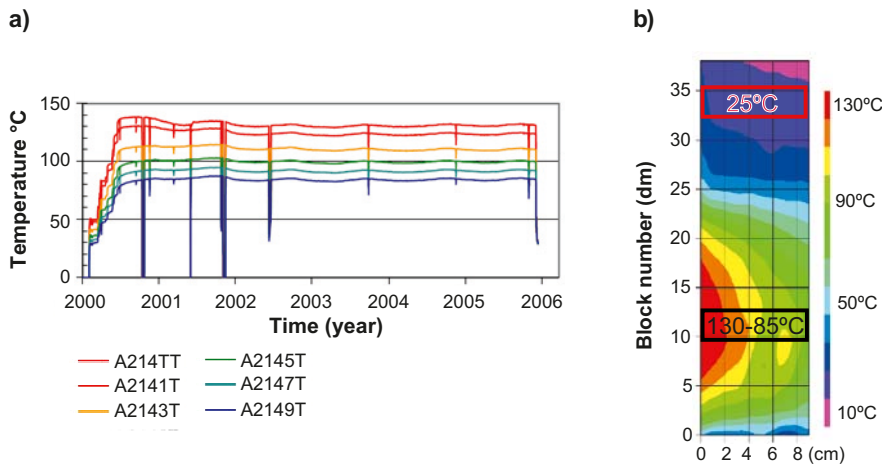 a)
Temperature °C
150
100
50
0
2000 2001 2002 2003 2004 2005 2006
Time (year)
A214TT A2145T
A2141T A2147T
A2143T A2149T
b)
Block number (dm)
35
30
25
20
15
10
5
0
0 2 4 6 8 (cm)
25ºC
130-85ºC
130ºC
90ºC
50ºC
10ºC